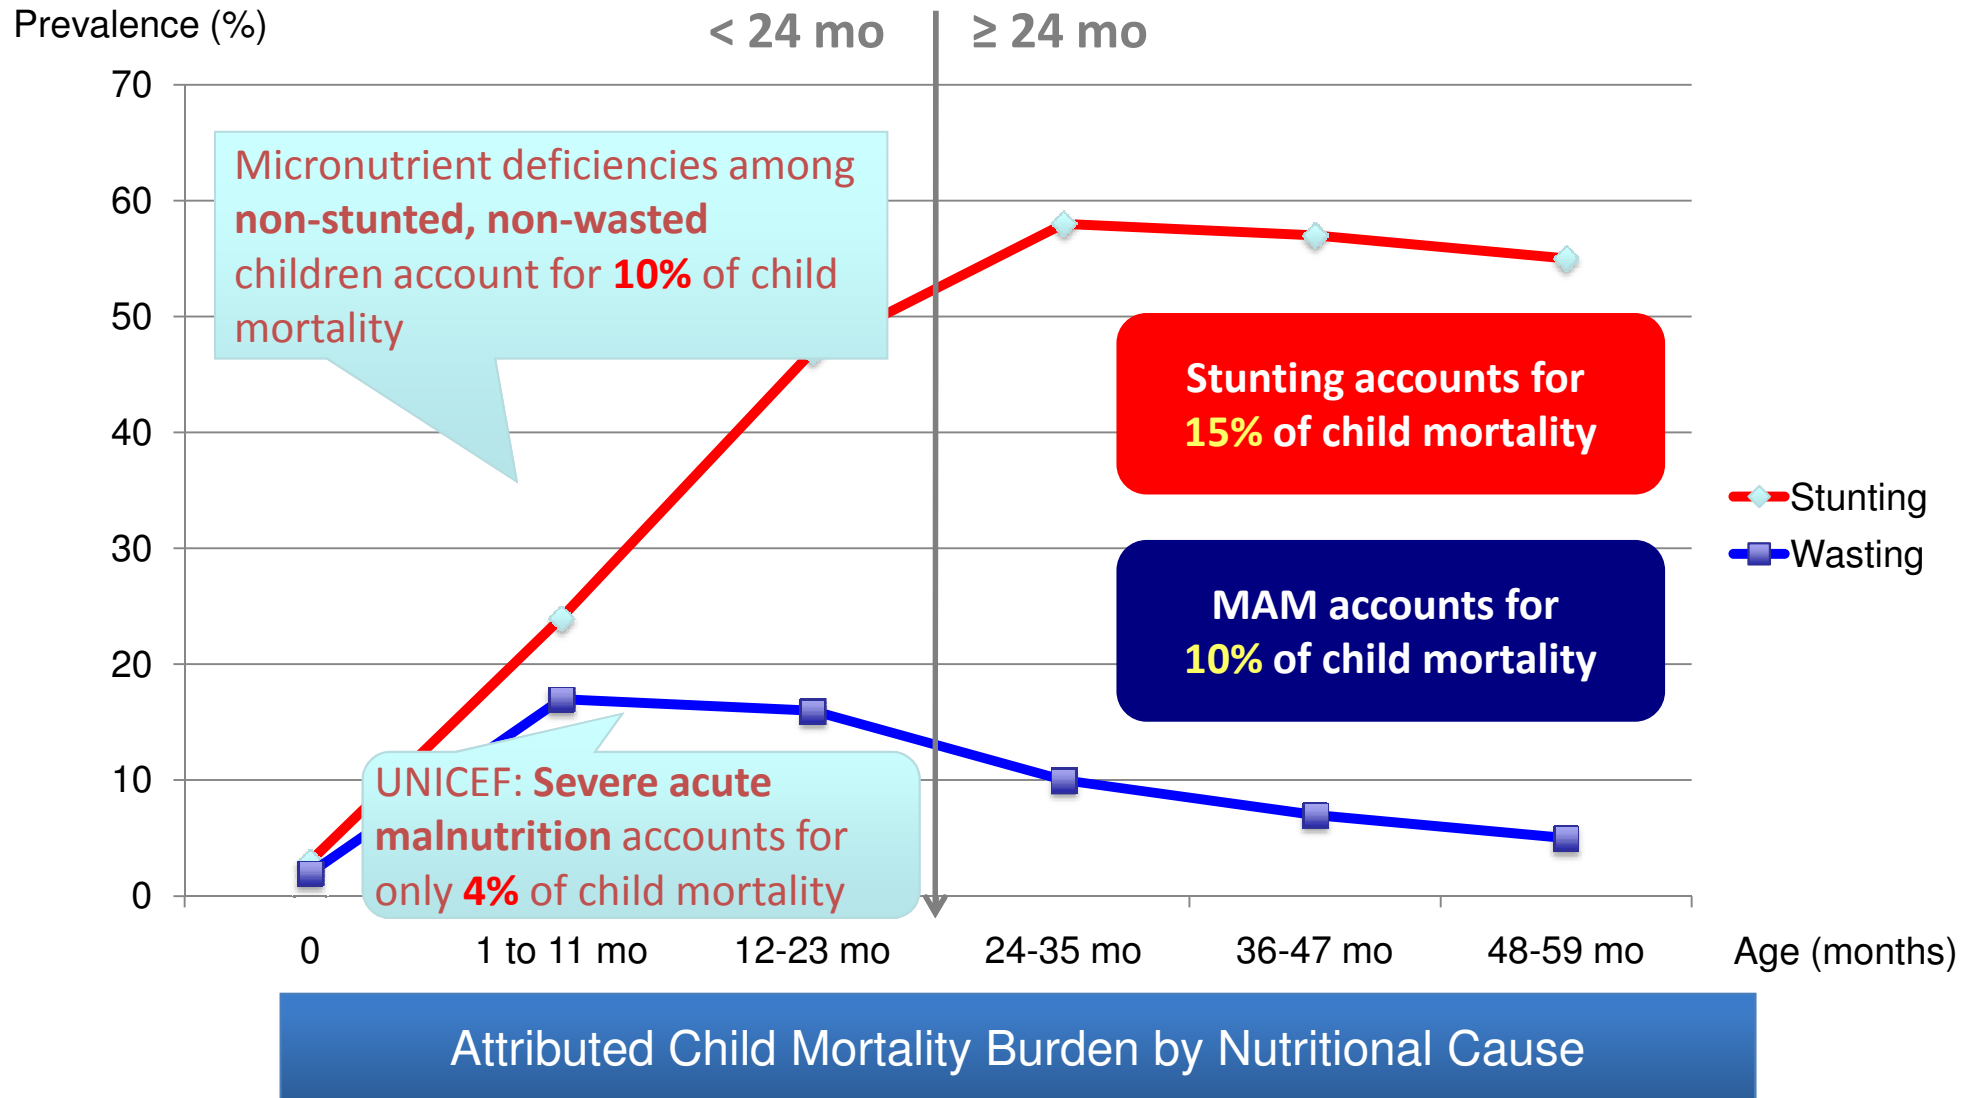 Prevalence (%)
< 24 mo
≥ 24 mo
70
60
50
40
30
20
10
0
Micronutrient deficiencies among
non-stunted, non-wasted
children account for 10% of child
mortality
Stunting accounts for
15% of child mortality
MAM accounts for
10% of child mortality
UNICEF: Severe acute
malnutrition accounts for
only 4% of child mortality
Stunting
Wasting
0
1 to 11 mo
12-23 mo
24-35 mo
36-47 mo
48-59 mo
Age (months)
Attributed Child Mortality Burden by Nutritional Cause